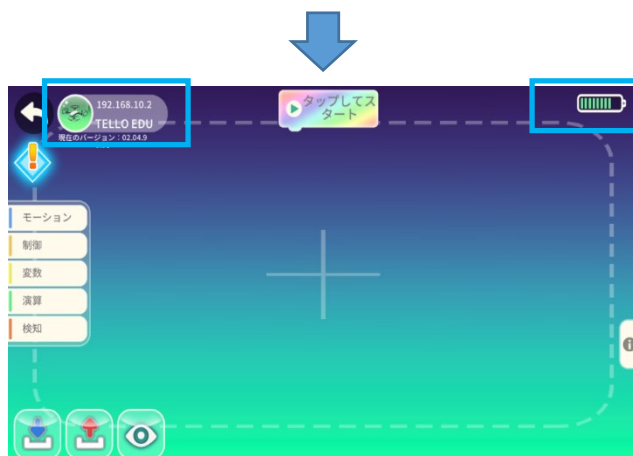 192.168.10.2
TELLO EDU
現在のバージョン：02.04.9
タップしてス
タート
モーション
制御
変数
演算
検知